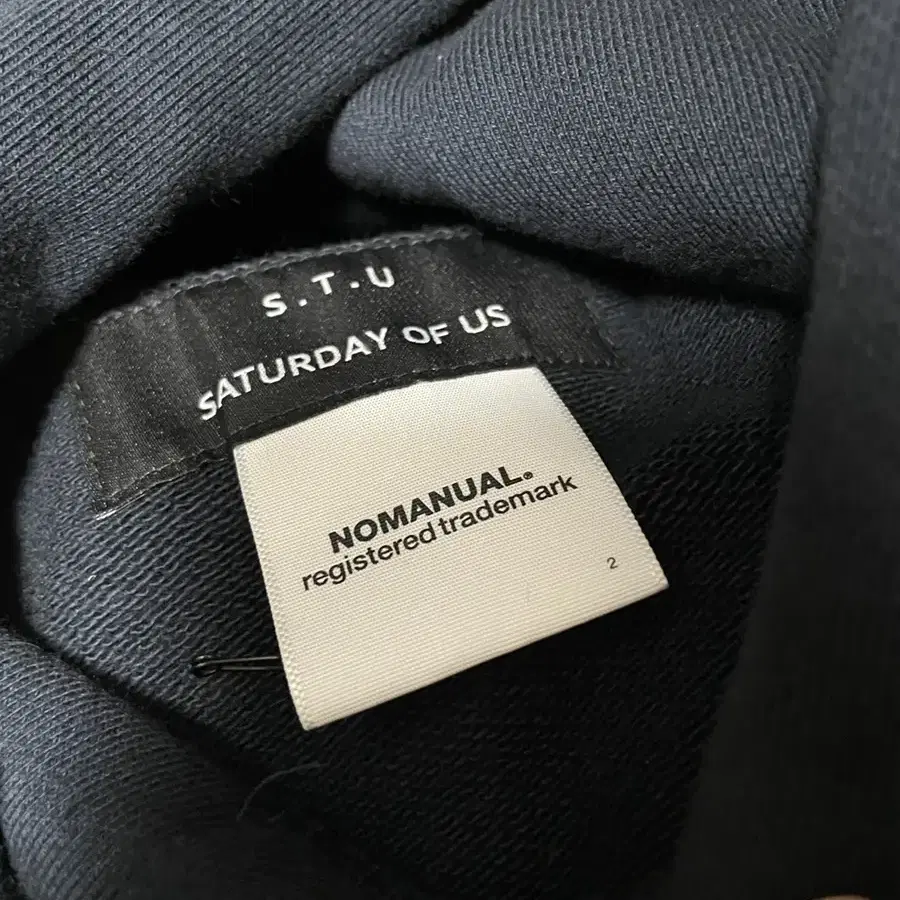 S.T.U
SATURDAY OF US
NOMANUAL®
registered trademark
2